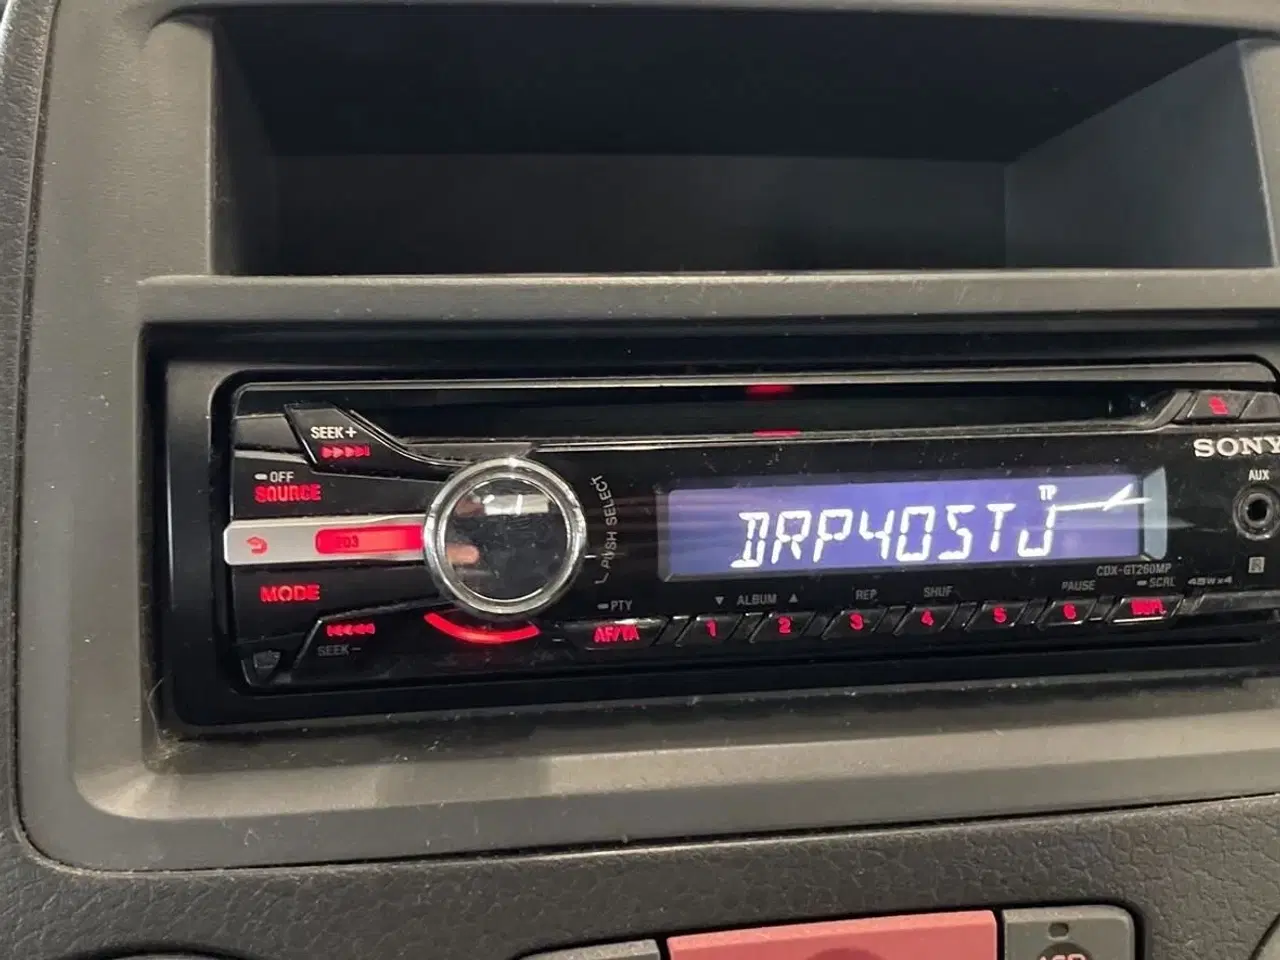 SEEK+
OFF
SOURCE
MODE
SEEK−
PUSH SELECT
TP
DRP4OSTJ
SONY
AUX
CDX-GT260MP
45W×4
PTY
▼ ALBUM ▲
REP
SHUF
PAUSE
SCRL
AF/TA
1
2
3
4
5
6
DSPL